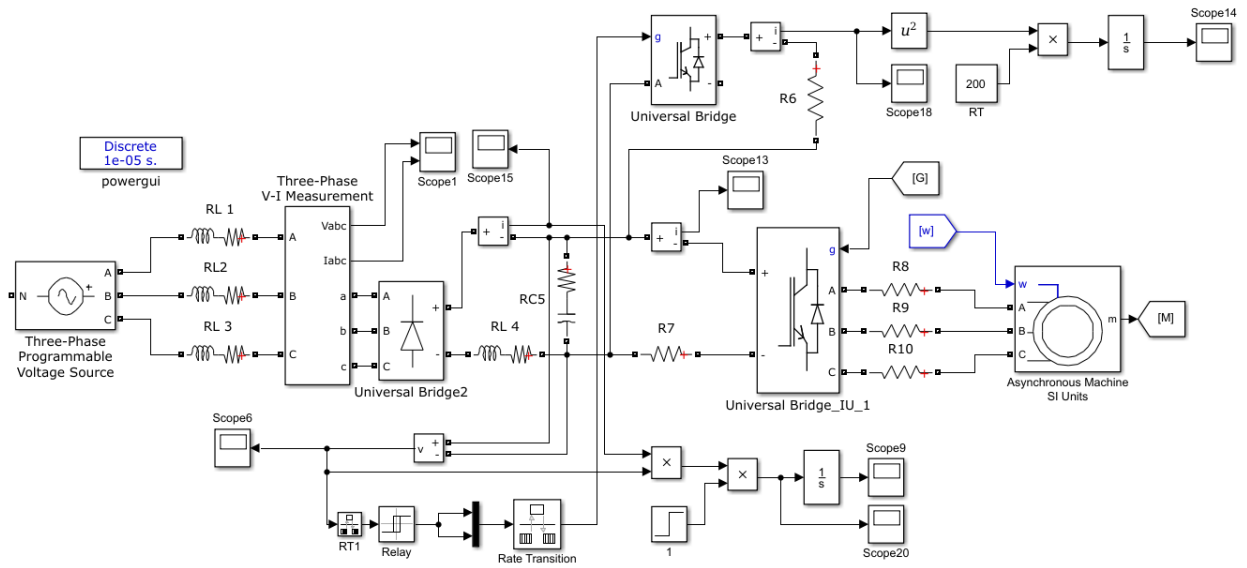 Discrete
1e-05 s.
powergui
N
A
B
C
+
Three-Phase
Programmable
Voltage Source
RL 1
RL2
RL 3
Three-Phase
V-I Measurement
A
B
C
Vabc
Iabc
a
b
c
Scope1
Scope15
A
B
C
+
-
Universal Bridge2
+
i
-
RL 4
RC5
g
A
+
-
Universal Bridge
+
i
-
R6
u²
Scope18
200
RT
×
1
s
Scope14
Scope13
+
i
-
R7
[G]
[w]
g
+
-
A
B
C
Universal Bridge_IU_1
R8
R9
R10
w
A
B
C
m
Asynchronous Machine
SI Units
[M]
Scope6
v
+
-
RT1
Relay
Rate Transition
×
×
1
1
s
Scope9
Scope20